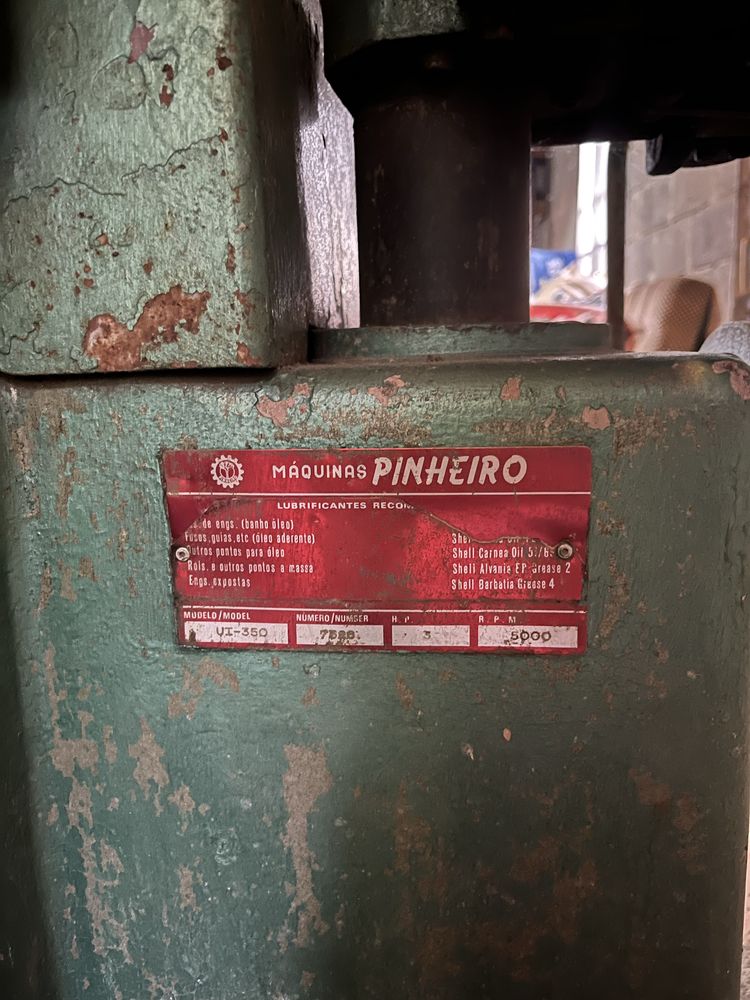 MÁQUINAS PINHEIRO
LUBRIFICANTES
de engs. (banho òleo)
Fusos, guias, etc (óleo aderente)
Outros pontos para óleo
Shell Carnea Oil
Rols. e outros pontos a massa
Shell Alvania EP Grease 2
Engs. expostas
Shell Barbatia Grease 4
MODELO/MODEL NÚMERO/NUMBER H. P. R. P. M.
VI-350 3 5000